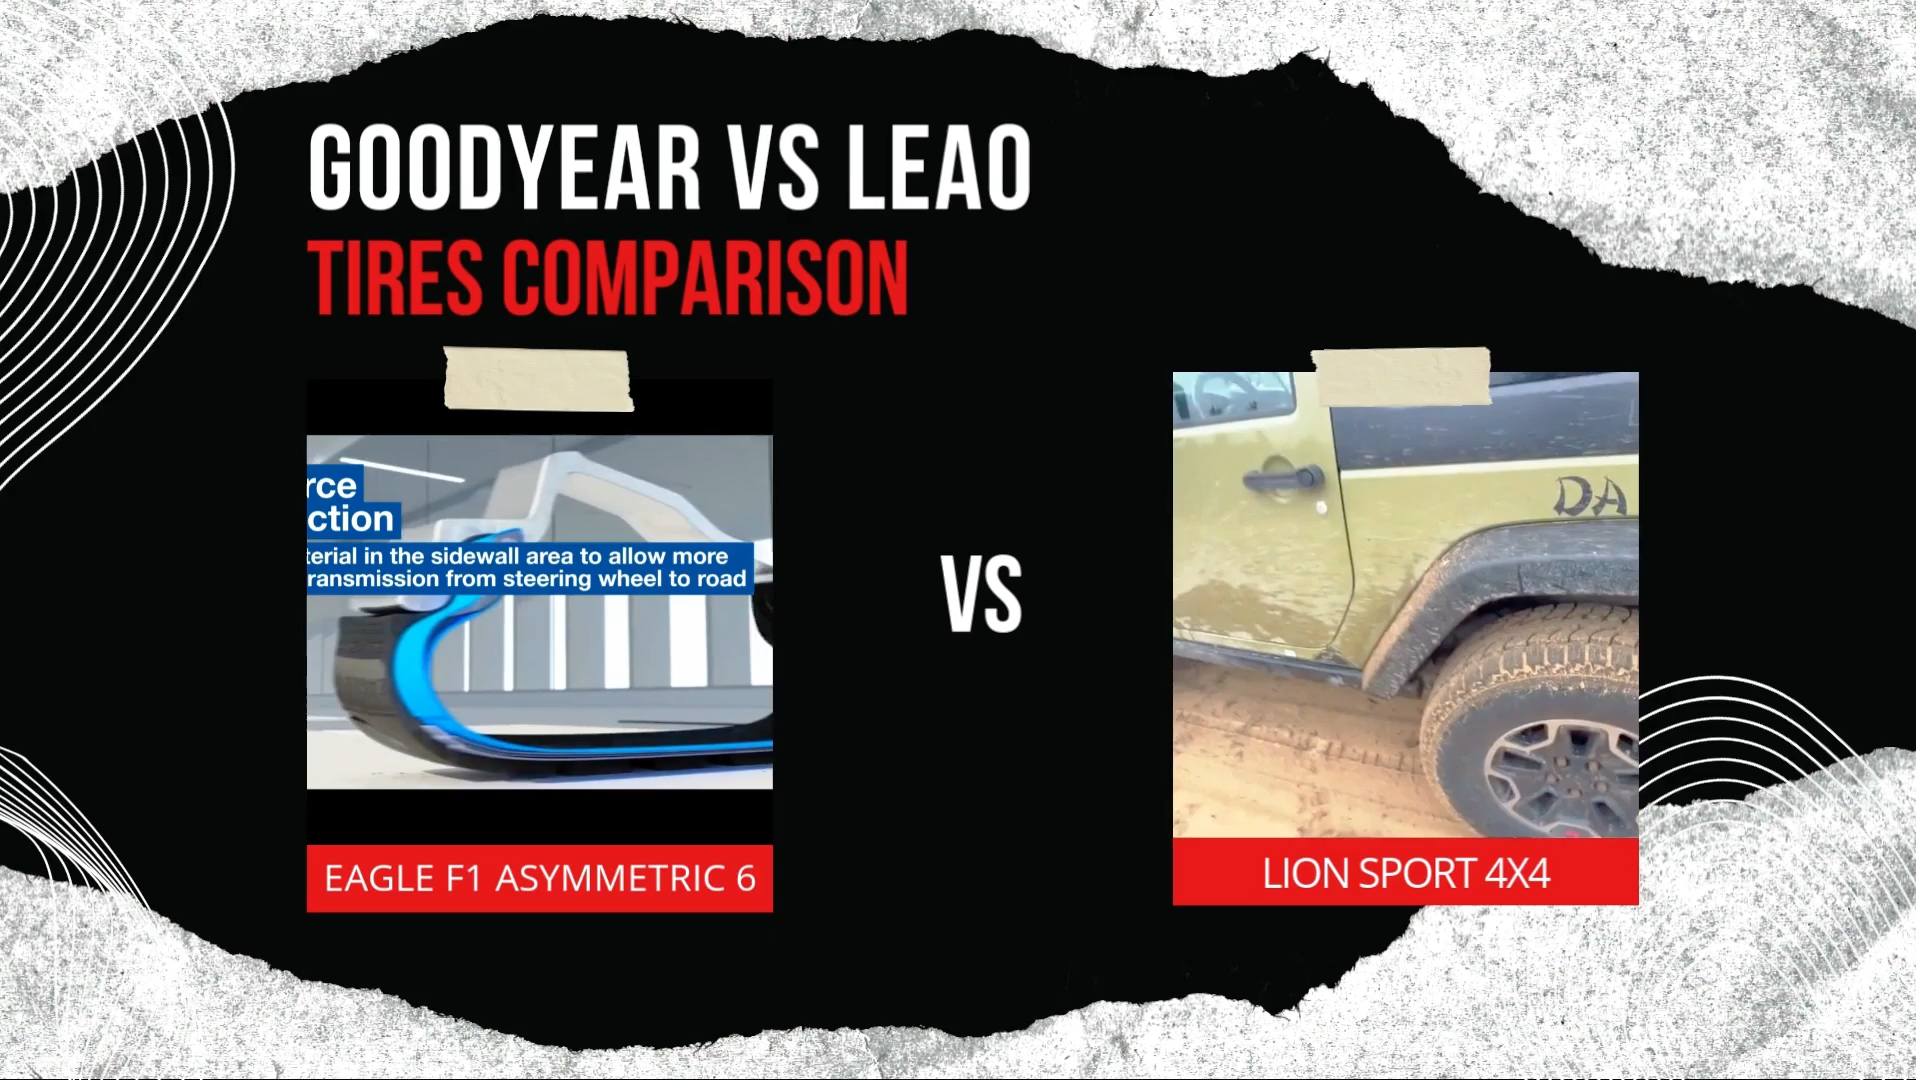 GOODYEAR VS LEAO
TIRES COMPARISON
rce
ction
terial in the sidewall area to allow more
ransmission from steering wheel to road
VS
DA
EAGLE F1 ASYMMETRIC 6
LION SPORT 4X4